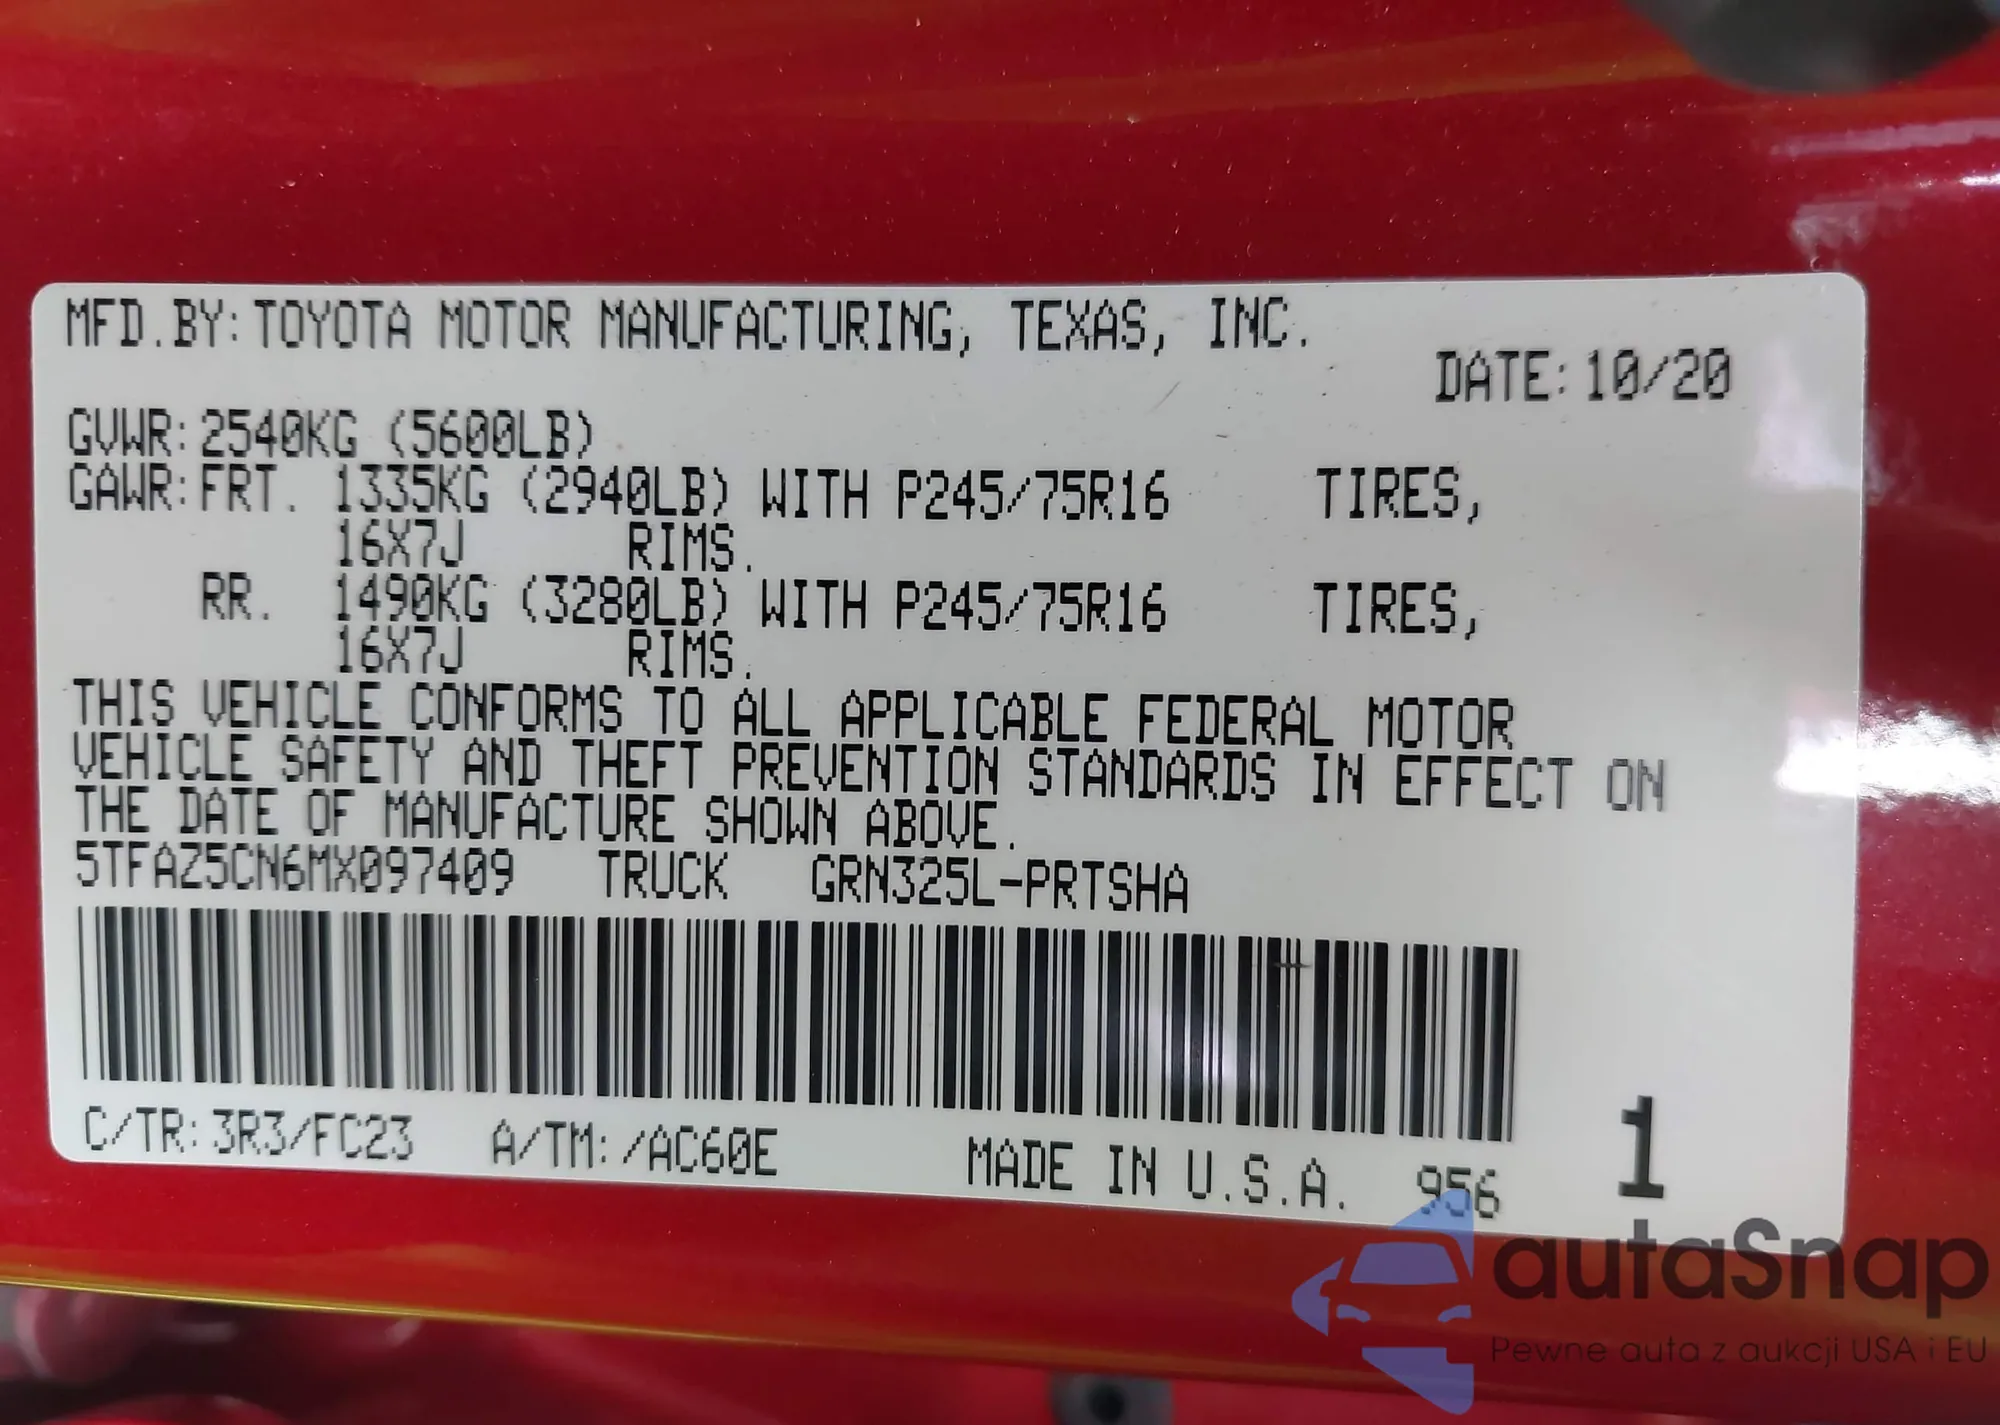 MFD.BY: TOYOTA MOTOR MANUFACTURING, TEXAS, INC.
DATE: 10/20
GVWR: 2540KG (5600LB)
GAWR: FRT. 1335KG (2940LB) WITH P245/75R16 TIRES,
16X7J RIMS.
RR. 1490KG (3280LB) WITH P245/75R16 TIRES,
16X7J RIMS.
THIS VEHICLE CONFORMS TO ALL APPLICABLE FEDERAL MOTOR
VEHICLE SAFETY AND THEFT PREVENTION STANDARDS IN EFFECT ON
THE DATE OF MANUFACTURE SHOWN ABOVE.
5TFAZ5CN6MX097409 TRUCK GRN325L-PRTSHA
C/TR: 3R3/FC23 A/TM: /AC60E MADE IN U.S.A. 956 1
autaSnap
Pewne auta z aukcji USA i EU